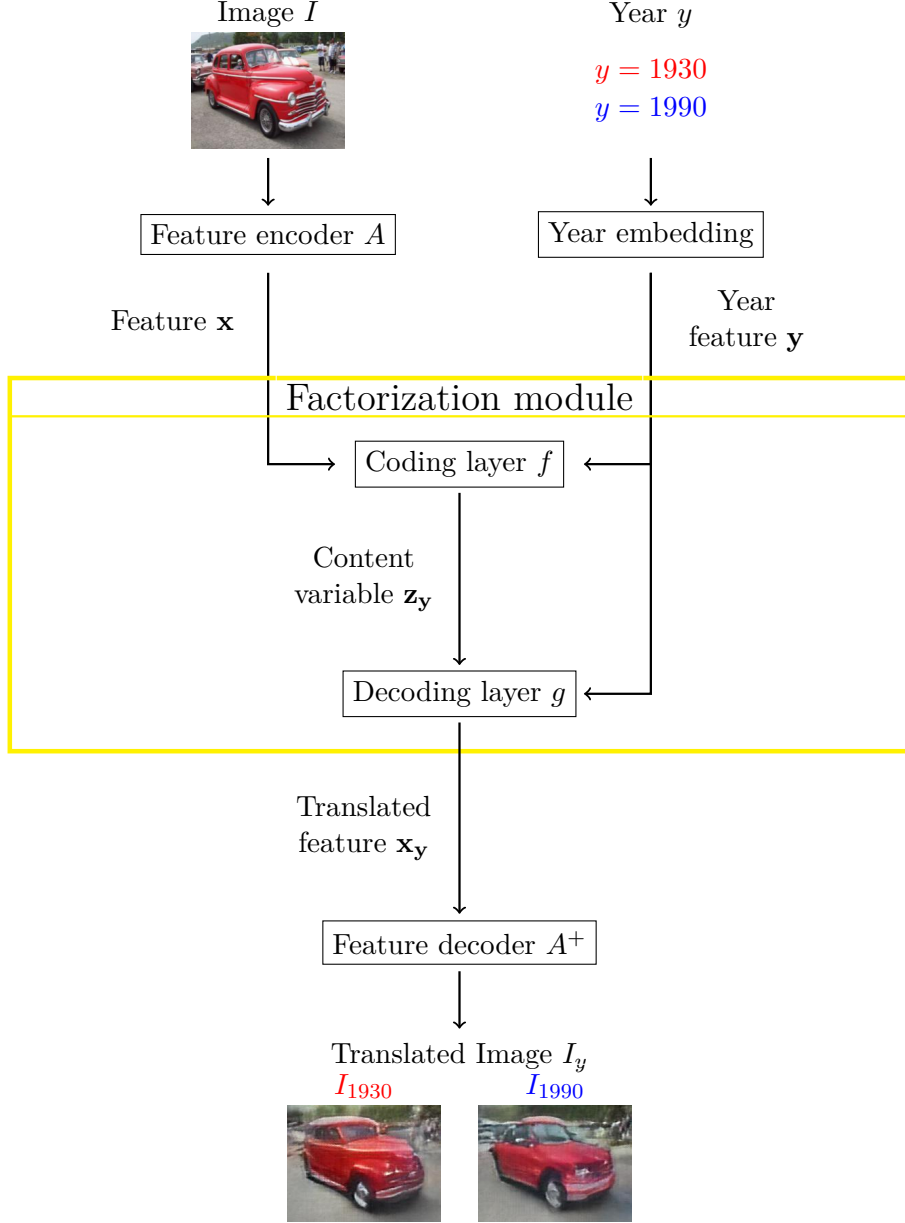 Image I
Year y
y = 1930
y = 1990
Feature encoder A
Year embedding
Feature x
Year
feature y
Factorization module
Coding layer f
Content
variable z_y
Decoding layer g
Translated
feature x_y
Feature decoder A⁺
Translated Image I_y
I_1930
I_1990